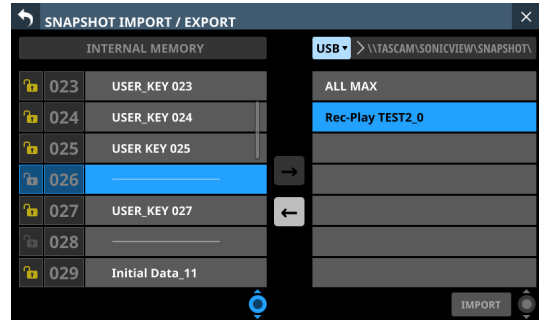 SNAPSHOT IMPORT / EXPORT
INTERNAL MEMORY
USB
\\TASCAM\SONICVIEW\SNAPSHOT\
023 USER_KEY 023
024 USER_KEY 024
025 USER KEY 025
026
027 USER_KEY 027
028
029 Initial Data_11
ALL MAX
Rec-Play TEST2_0
IMPORT